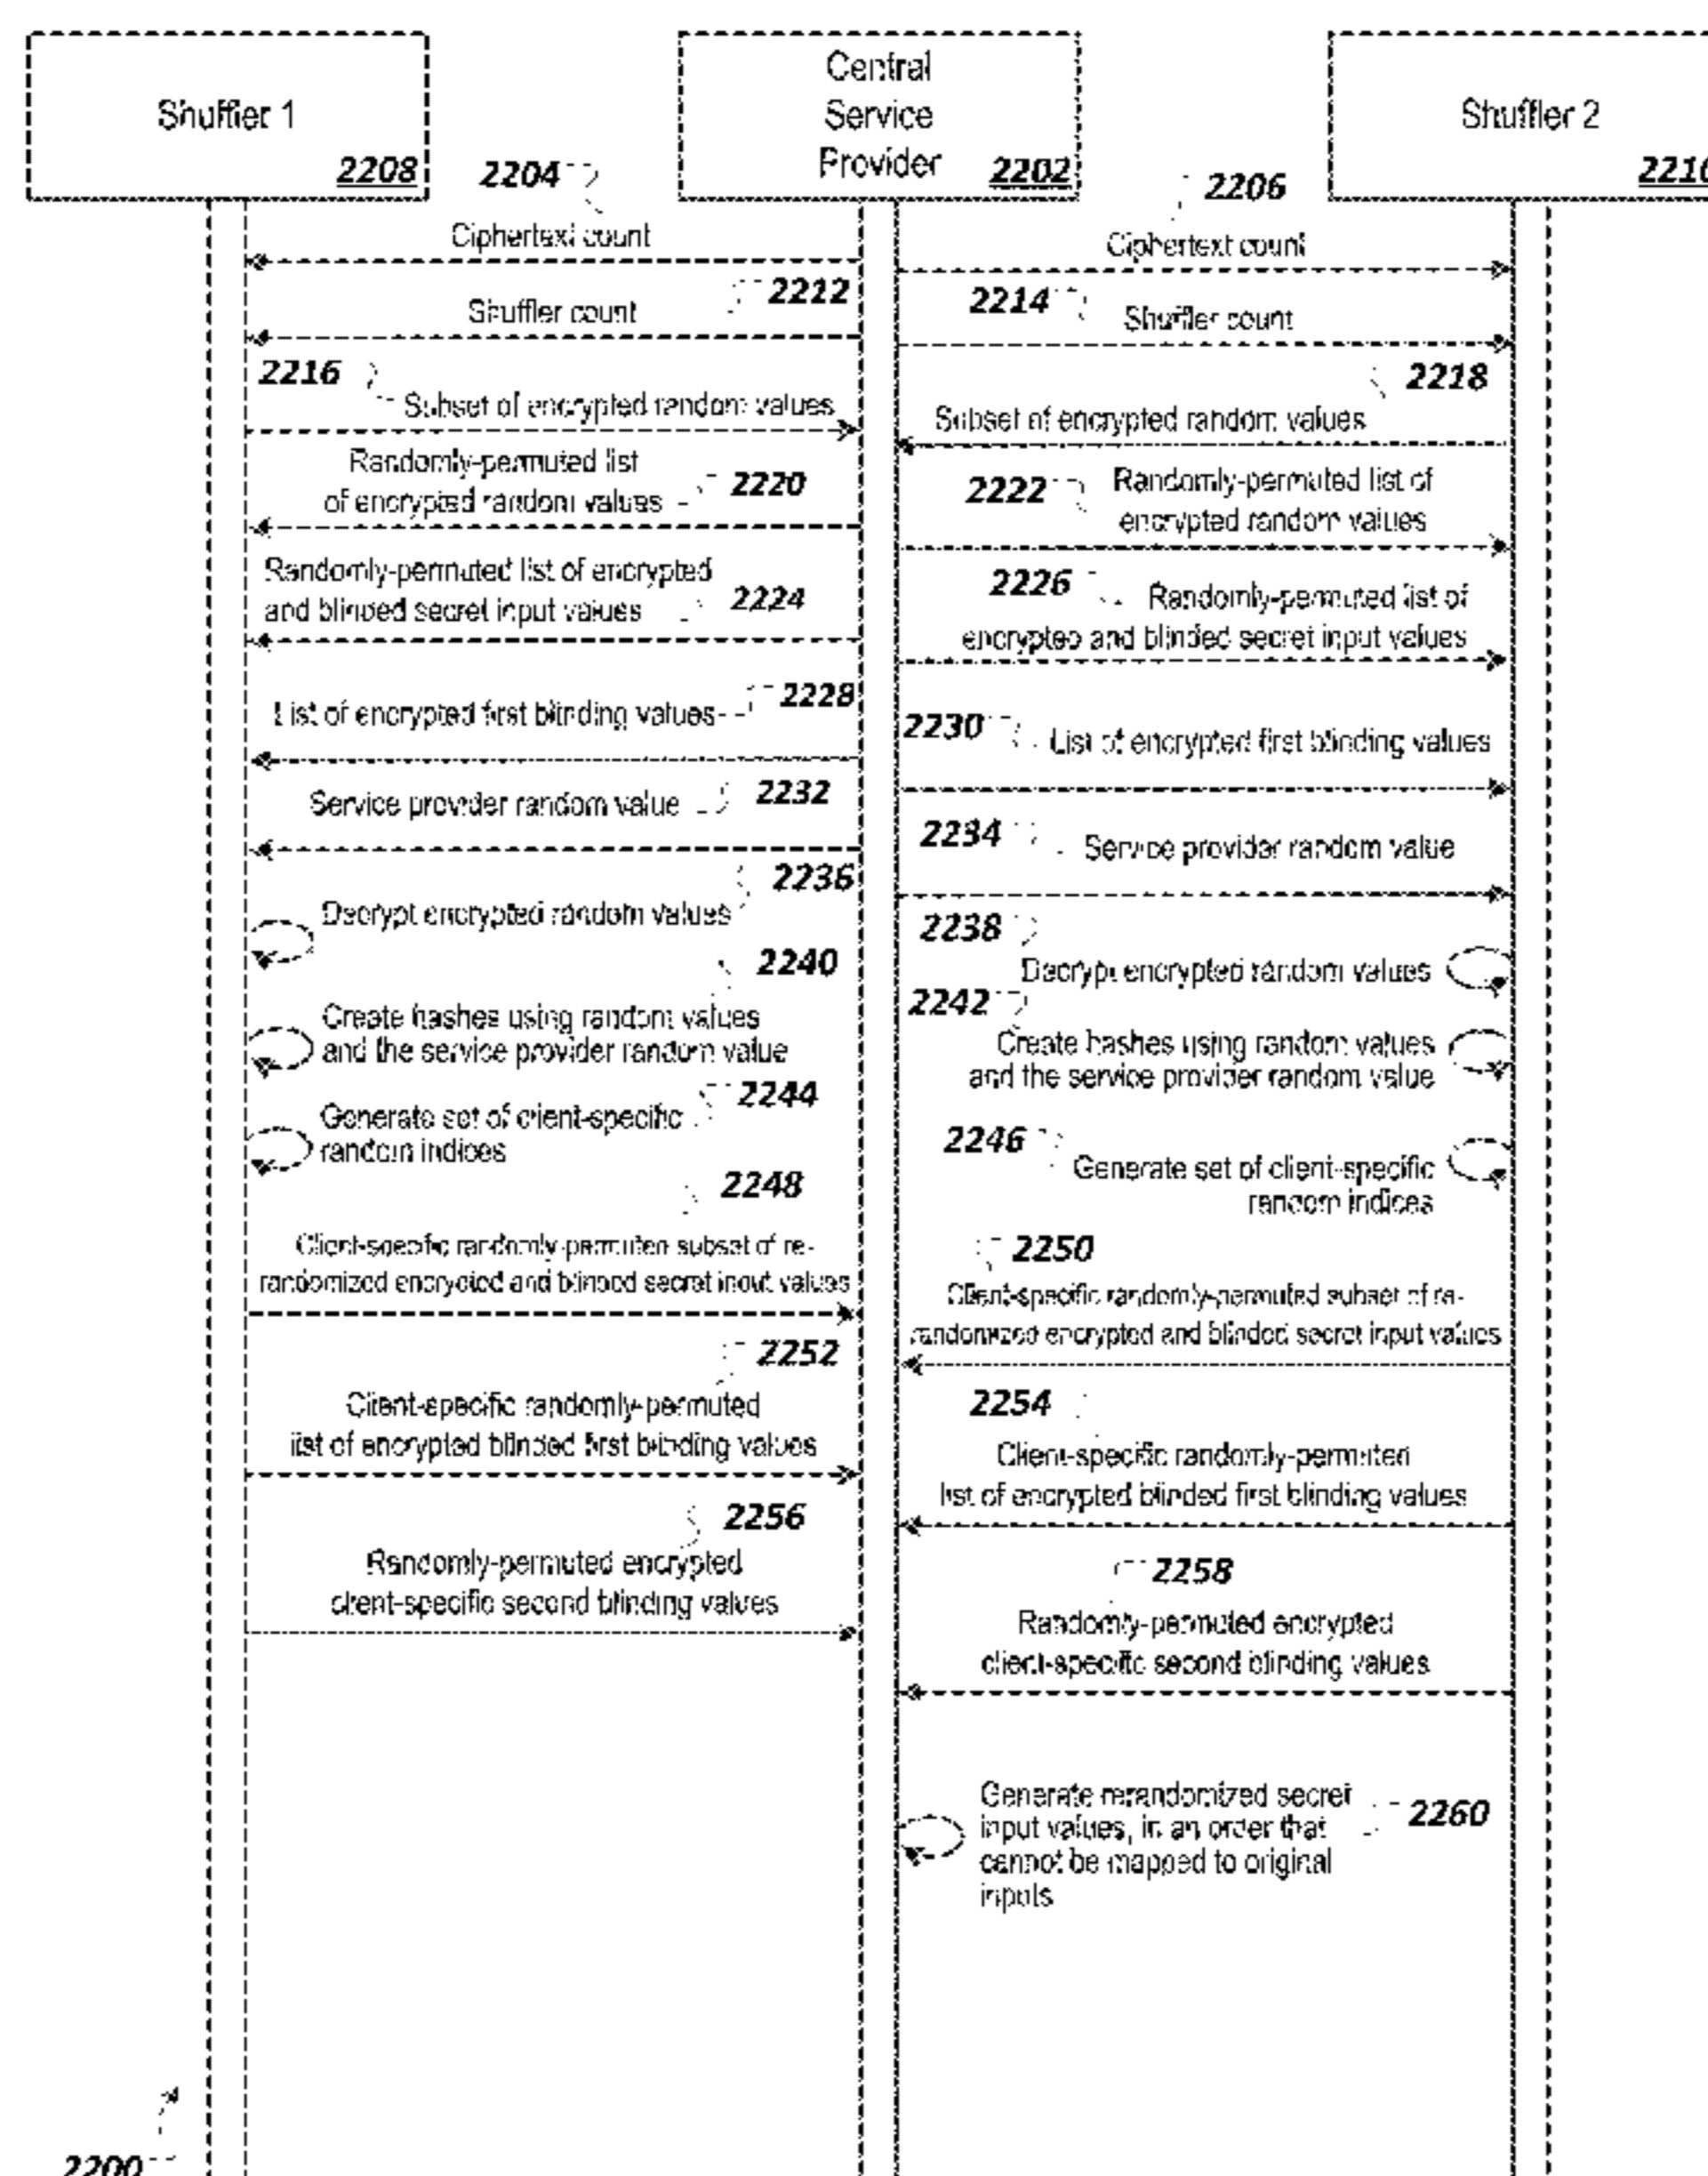 Shuffler 1
2208
Central
Service
Provider
2202
Shuffler 2
2204
2206
Ciphertext count
Ciphertext count
2212
2214
Shuffler count
Shuffler count
2216
2218
Subset of encrypted random values
Subset of encrypted random values
Randomly-permuted list
of encrypted random values
2220
2222
Randomly-permuted list of
encrypted random values
Randomly-permuted list of encrypted
and blinded secret input values
2224
2226
Randomly-permuted list of
encrypted and blinded secret input values
2228
List of encrypted first blinding values
2230
List of encrypted first blinding values
Service provider random value
2232
2234
Service provider random value
2236
Decrypt encrypted random values
2238
Decrypt encrypted random values
2240
Create hashes using random values
and the service provider random value
2242
Create hashes using random values
and the service provider random value
2244
Generate set of client-specific
random indices
2246
Generate set of client-specific
random indices
2248
Client-specific randomly-permuted subset of re-
randomized encrypted and blinded secret input values
2250
Client-specific randomly-permuted subset of re-
randomized encrypted and blinded secret input values
2252
Client-specific randomly-permuted
list of encrypted blinded first blinding values
2254
Client-specific randomly-permuted
list of encrypted blinded first blinding values
2256
Randomly-permuted encrypted
client-specific second blinding values
2258
Randomly-permuted encrypted
client-specific second blinding values
Generate rerandomized secret
input values, in an order that
cannot be mapped to original
inputs
2260
2200